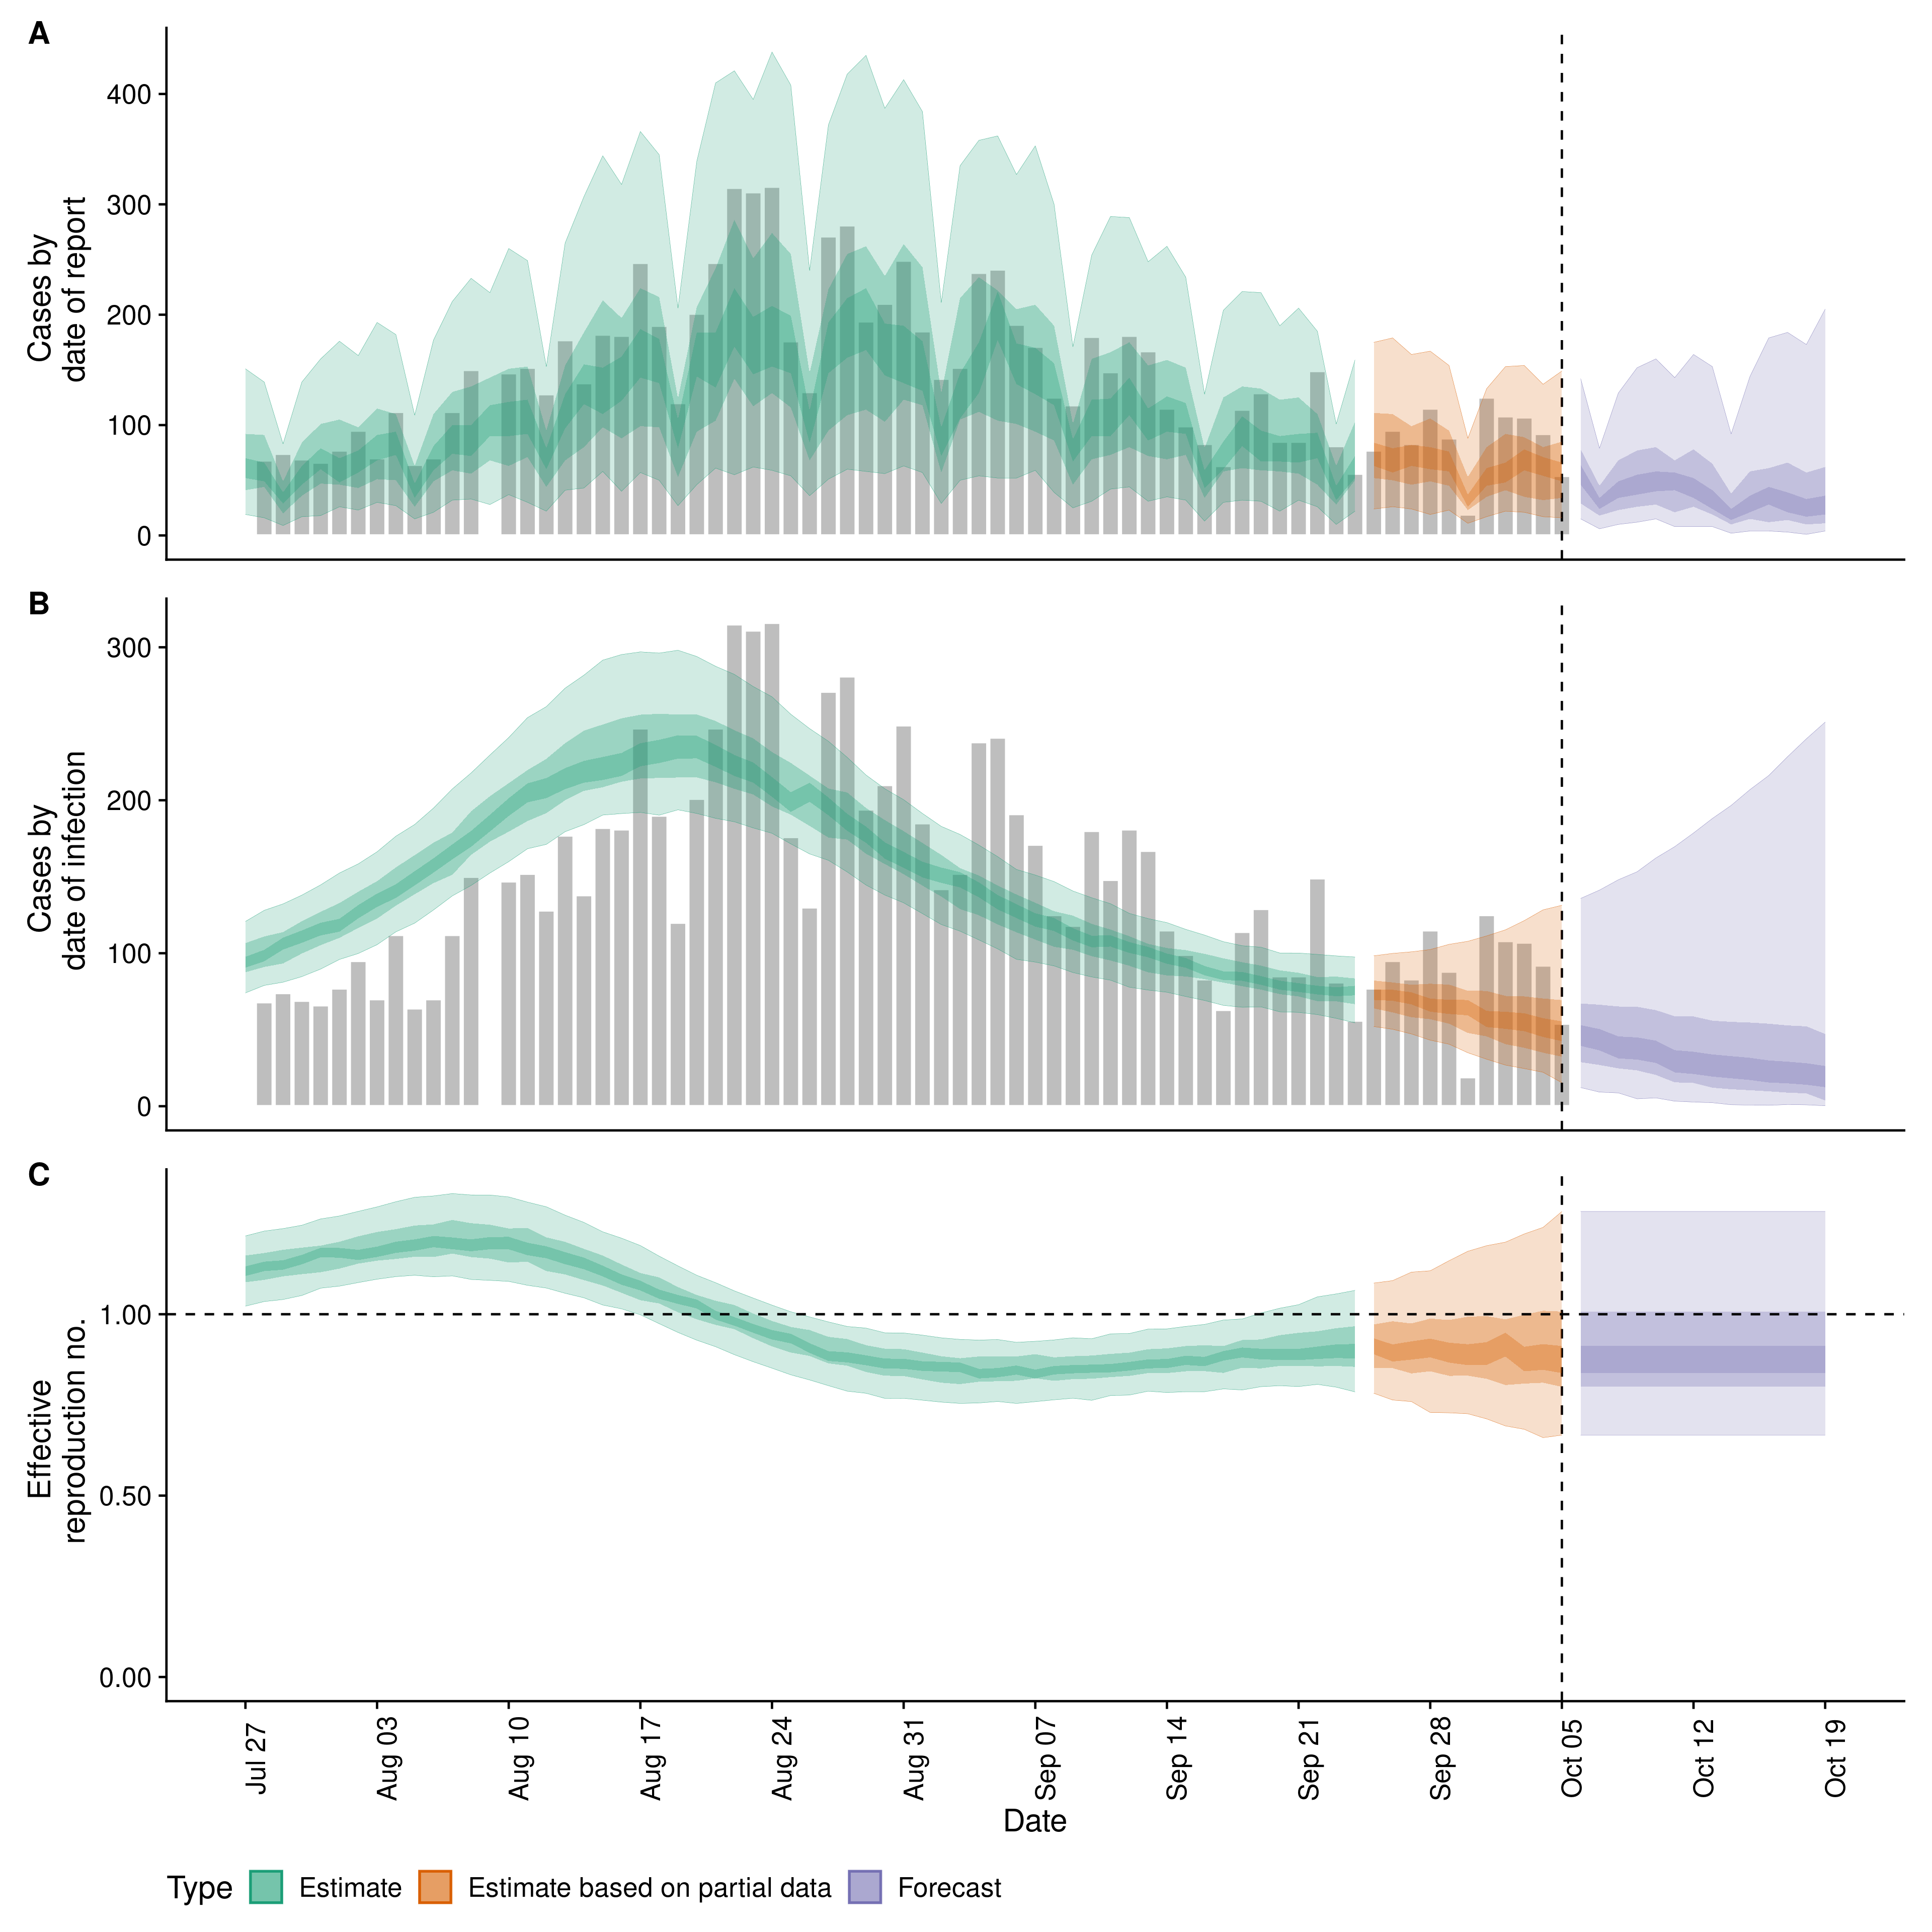 A
Cases by
date of report
400
300
200
100
0
B
Cases by
date of infection
300
200
100
0
C
Effective
reproduction no.
1.00
0.50
0.00
Jul 27
Aug 03
Aug 10
Aug 17
Aug 24
Aug 31
Sep 07
Sep 14
Sep 21
Sep 28
Oct 05
Oct 12
Oct 19
Date
Type Estimate Estimate based on partial data Forecast